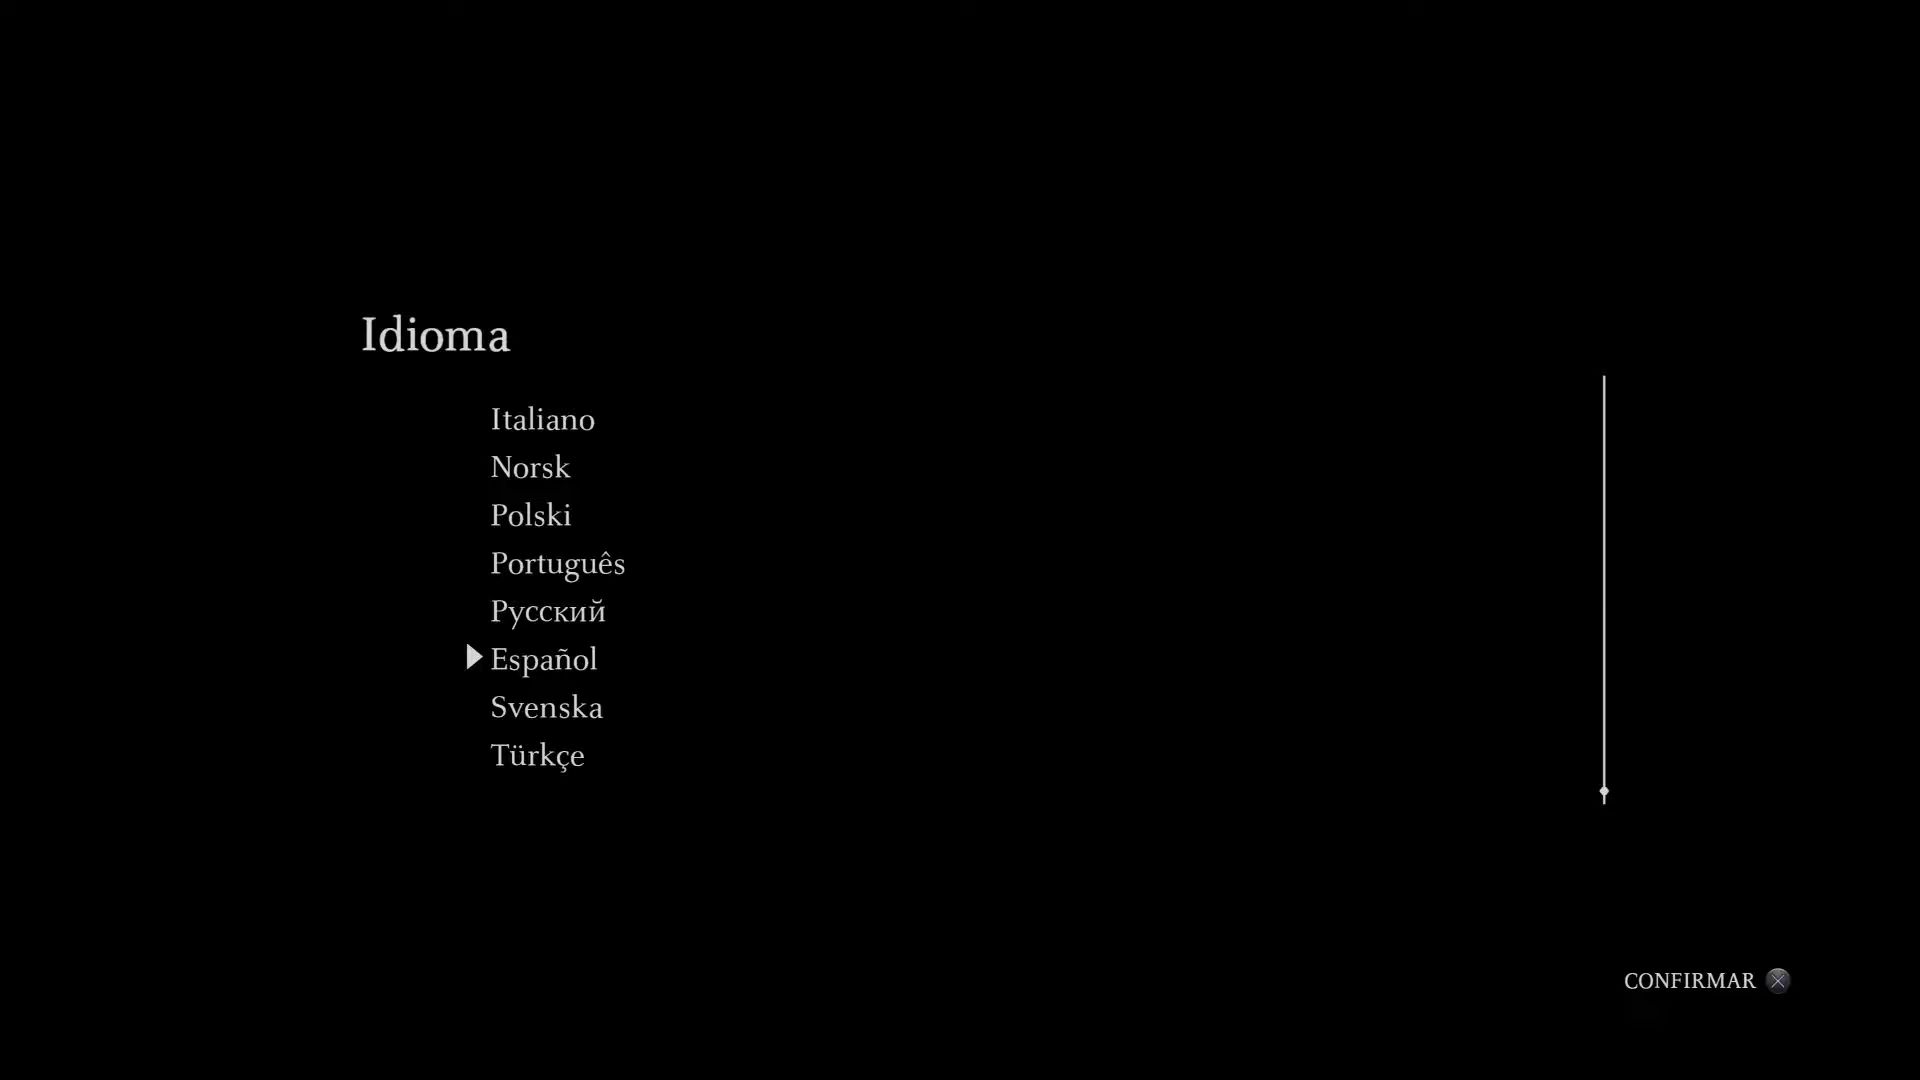 Idioma
Italiano
Norsk
Polski
Português
Русский
Español
Svenska
Türkçe
CONFIRMAR